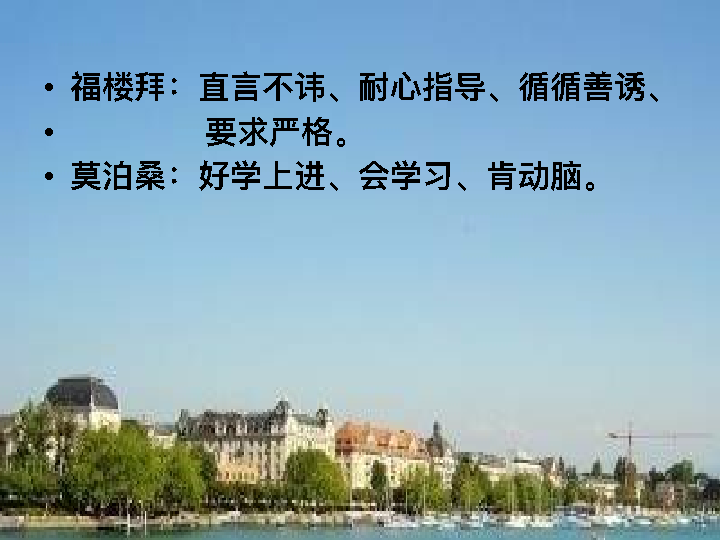 • 福楼拜：直言不讳、耐心指导、循循善诱、
• 要求严格。
• 莫泊桑：好学上进、会学习、肯动脑。